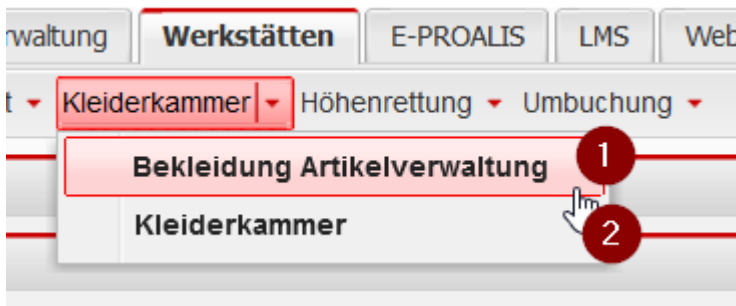 rwaltung Werkstätten E-PROALIS LMS Web
t Kleiderkammer Höhenrettung Umbuchung
Bekleidung Artikelverwaltung 1
Kleiderkammer 2